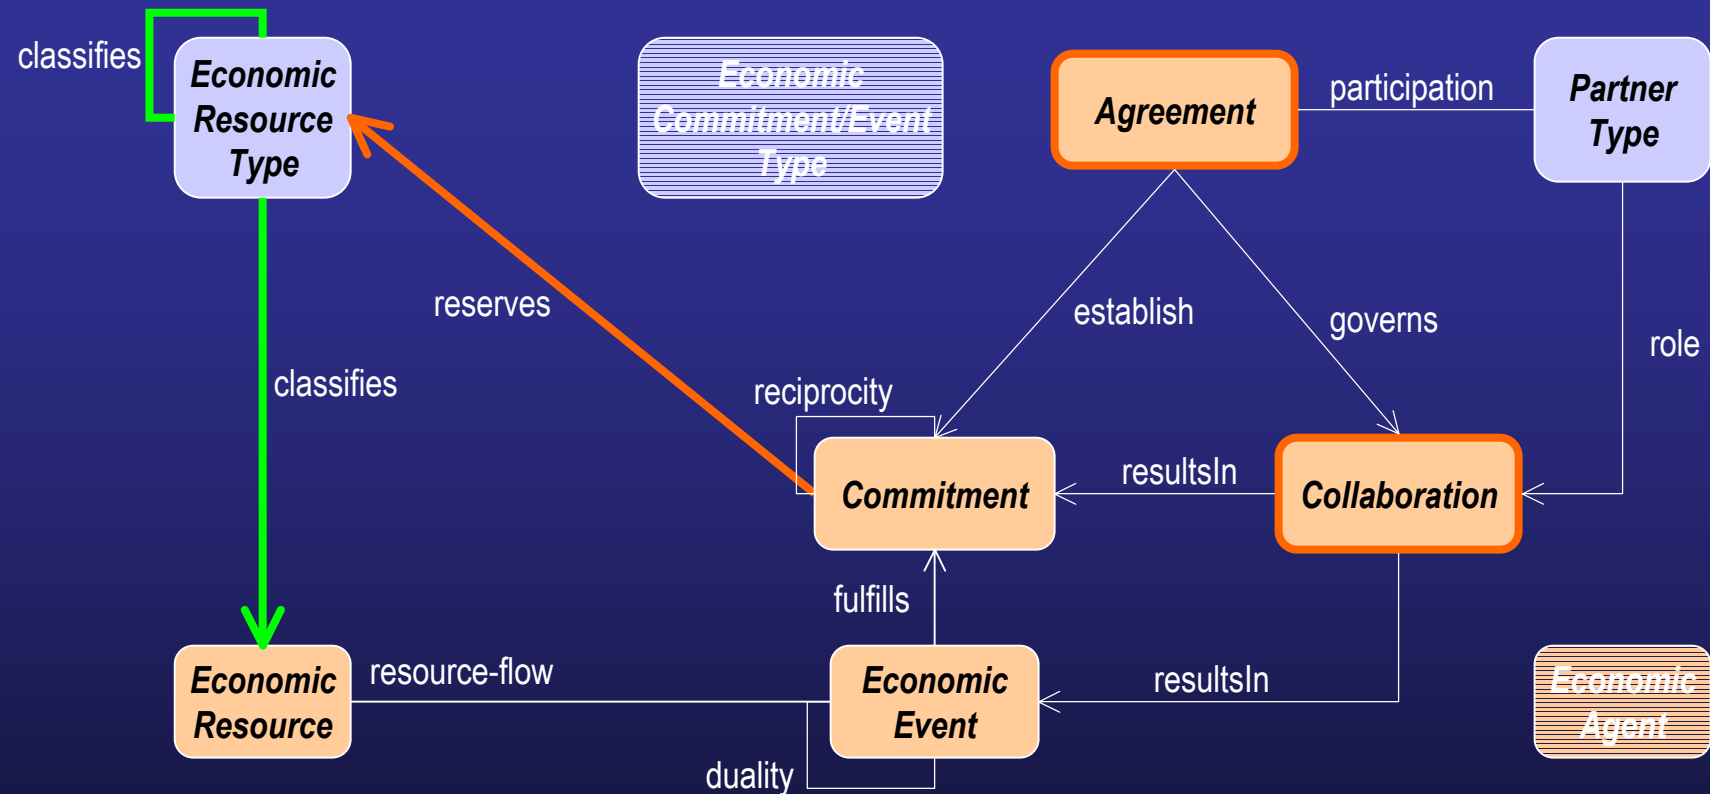 classifies
Economic
Resource
Type
Economic
Commitment/Event
Type
Agreement
participation
Partner
Type
reserves
establish
governs
role
classifies
reciprocity
Commitment
resultsIn
Collaboration
fulfills
Economic
Resource
resource-flow
Economic
Event
resultsIn
Economic
Agent
duality